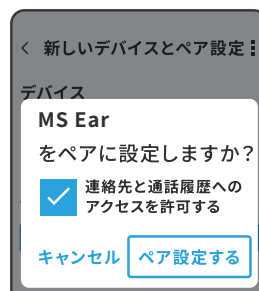 新しいデバイスとペア設定
デバイス
MS Ear
をペアに設定しますか？
連絡先と通話履歴への
アクセスを許可する
キャンセル
ペア設定する